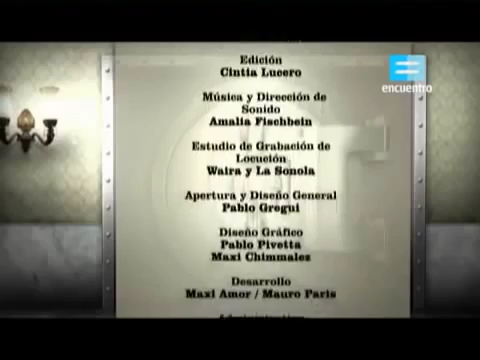 Edición
Cintia Lucero
encuentro
Música y Dirección de
Sonido
Amalia Fischbein
Estudio de Grabación de
Locución
Waira y La Sonola
Apertura y Diseño General
Pablo Gregui
Diseño Gráfico
Pablo Pivetta
Maxi Chimmalez
Desarrollo
Maxi Amor / Mauro Paris